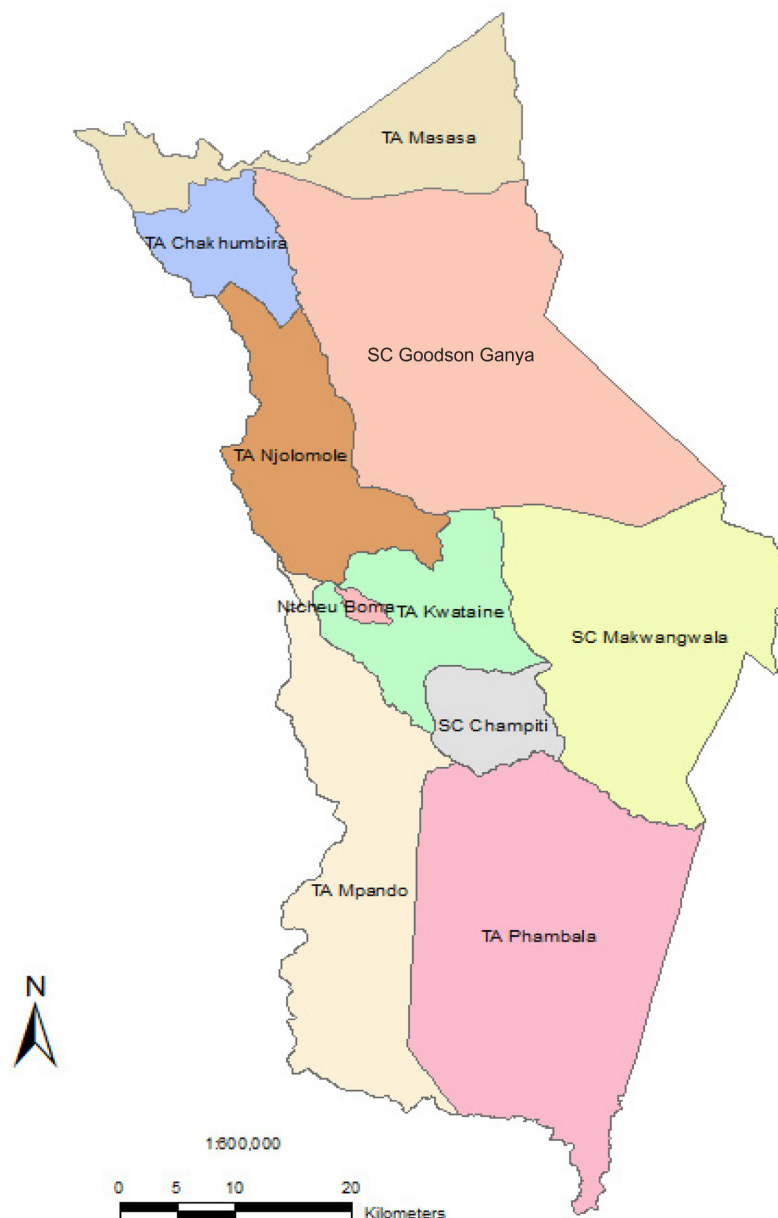 TA Masasa
TA Chakhumbira
SC Goodson Ganya
TA Njolomole
Ntcheu Boma
TA Kwataine
SC Makwangwala
SC Champiti
TA Mpando
TA Phambala
N
1:600,000
0 5 10 20
Kilometers